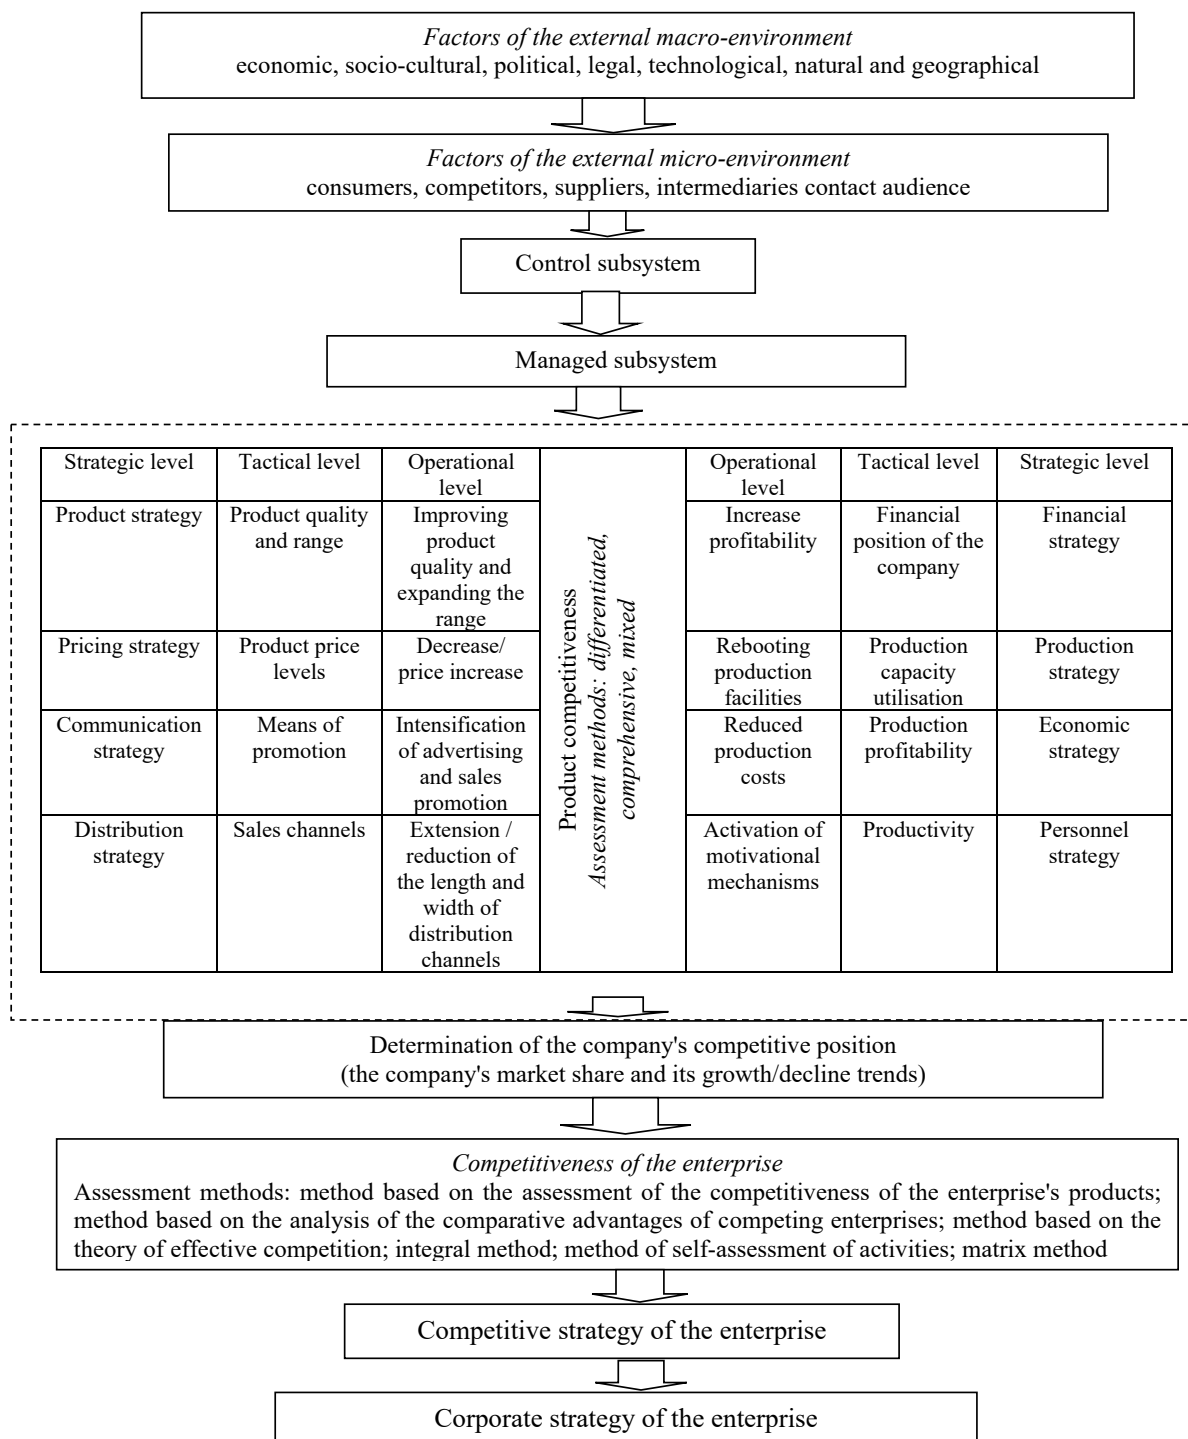 Factors of the external macro-environment
economic, socio-cultural, political, legal, technological, natural and geographical
Factors of the external micro-environment
consumers, competitors, suppliers, intermediaries contact audience
Control subsystem
Managed subsystem
Strategic level
Tactical level
Operational
level
Product strategy
Product quality
and range
Improving
product
quality and
expanding the
range
Pricing strategy
Product price
levels
Decrease/
price increase
Communication
strategy
Means of
promotion
Intensification
of advertising
and sales
promotion
Distribution
strategy
Sales channels
Extension /
reduction of
the length and
width of
distribution
channels
Product competitiveness
Assessment methods: differentiated,
comprehensive, mixed
Operational
level
Tactical level
Strategic level
Increase
profitability
Financial
position of the
company
Financial
strategy
Rebooting
production
facilities
Production
capacity
utilisation
Production
strategy
Reduced
production
costs
Production
profitability
Economic
strategy
Activation of
motivational
mechanisms
Productivity
Personnel
strategy
Determination of the company's competitive position
(the company's market share and its growth/decline trends)
Competitiveness of the enterprise
Assessment methods: method based on the assessment of the competitiveness of the enterprise's products;
method based on the analysis of the comparative advantages of competing enterprises; method based on the
theory of effective competition; integral method; method of self-assessment of activities; matrix method
Competitive strategy of the enterprise
Corporate strategy of the enterprise